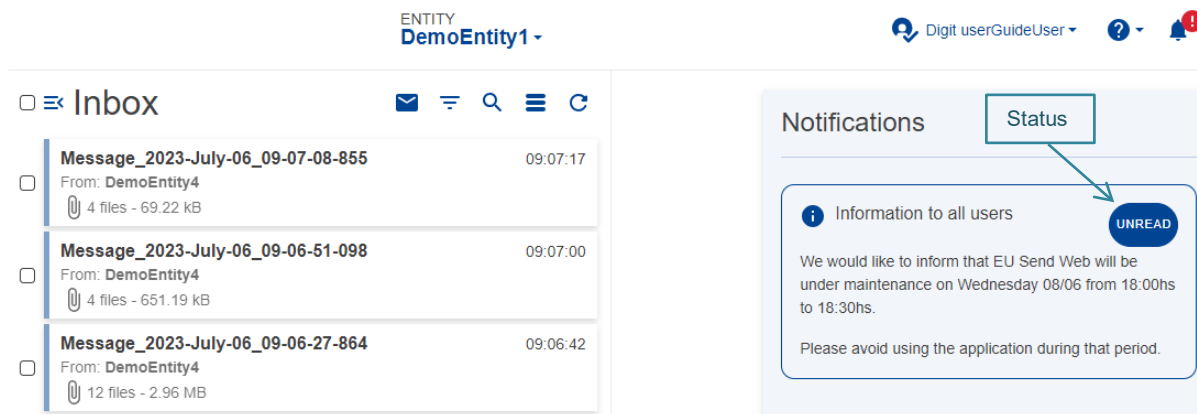 ENTITY
DemoEntity1
Digit userGuideUser
Inbox
Message_2023-July-06_09-07-08-855
09:07:17
From: DemoEntity4
4 files - 69.22 kB
Message_2023-July-06_09-06-51-098
09:07:00
From: DemoEntity4
4 files - 651.19 kB
Message_2023-July-06_09-06-27-864
09:06:42
From: DemoEntity4
12 files - 2.96 MB
Notifications
Status
Information to all users
UNREAD
We would like to inform that EU Send Web will be
under maintenance on Wednesday 08/06 from 18:00hs
to 18:30hs.
Please avoid using the application during that period.